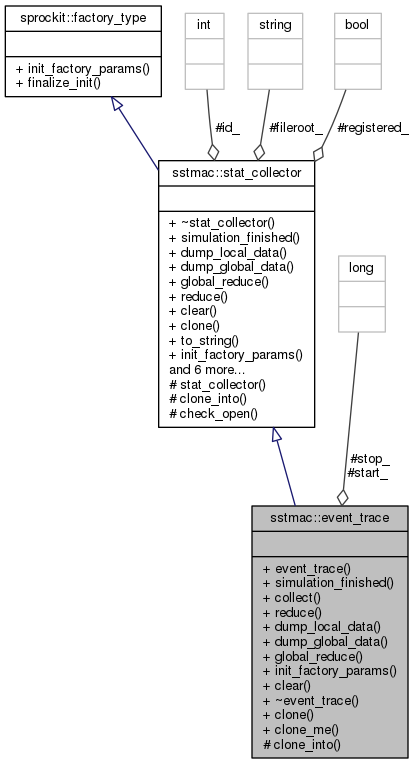 sprockit::factory_type
+ init_factory_params()
+ finalize_init()
int
string
bool
#id_
#fileroot_
#registered_
sstmac::stat_collector
+ ~stat_collector()
+ simulation_finished()
+ dump_local_data()
+ dump_global_data()
+ global_reduce()
+ reduce()
+ clear()
+ clone()
+ to_string()
+ init_factory_params()
and 6 more...
# stat_collector()
# clone_into()
# check_open()
long
#stop_
#start_
sstmac::event_trace
+ event_trace()
+ simulation_finished()
+ collect()
+ reduce()
+ dump_local_data()
+ dump_global_data()
+ global_reduce()
+ init_factory_params()
+ clear()
+ ~event_trace()
+ clone()
+ clone_me()
# clone_into()